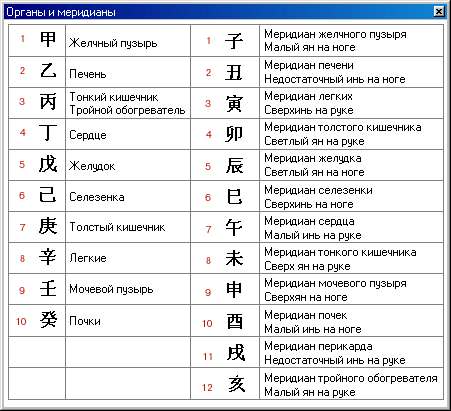 Органы и меридианы
1 甲 Желчный пузырь
2 乙 Печень
3 丙 Тонкий кишечник
Тройной обогреватель
4 丁 Сердце
5 戊 Желудок
6 己 Селезенка
7 庚 Толстый кишечник
8 辛 Легкие
9 壬 Мочевой пузырь
10 癸 Почки
1 子 Меридиан желчного пузыря
Малый ян на ноге
2 丑 Меридиан печени
Недостаточный инь на ноге
3 寅 Меридиан легких
Сверхинь на руке
4 卯 Меридиан толстого кишечника
Светлый ян на руке
5 辰 Меридиан желудка
Светлый ян на ноге
6 巳 Меридиан селезенки
Сверхинь на ноге
7 午 Меридиан сердца
Малый инь на руке
8 未 Меридиан тонкого кишечника
Сверх ян на руке
9 申 Меридиан мочевого пузыря
Сверхян на ноге
10 酉 Меридиан почек
Малый инь на ноге
11 戌 Меридиан перикарда
Недостаточный инь на руке
12 亥 Меридиан тройного обогревателя
Малый ян на руке